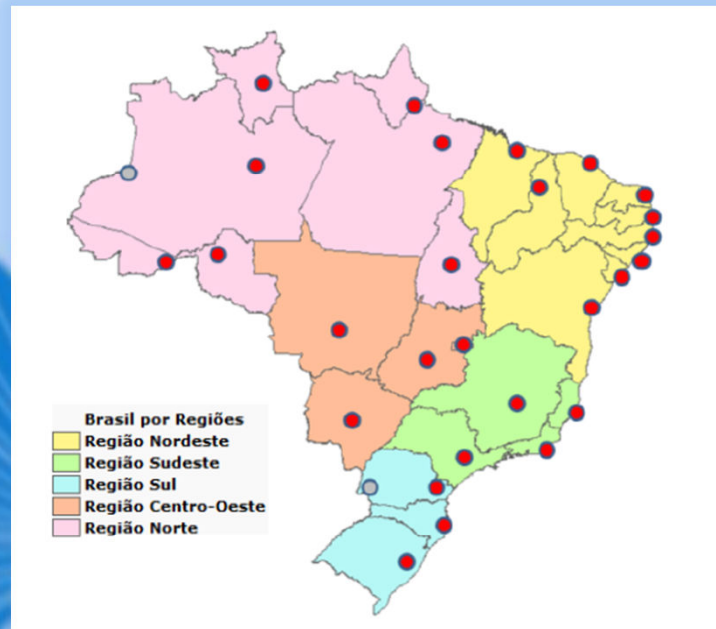 Brasil por Regiões
Região Nordeste
Região Sudeste
Região Sul
Região Centro-Oeste
Região Norte